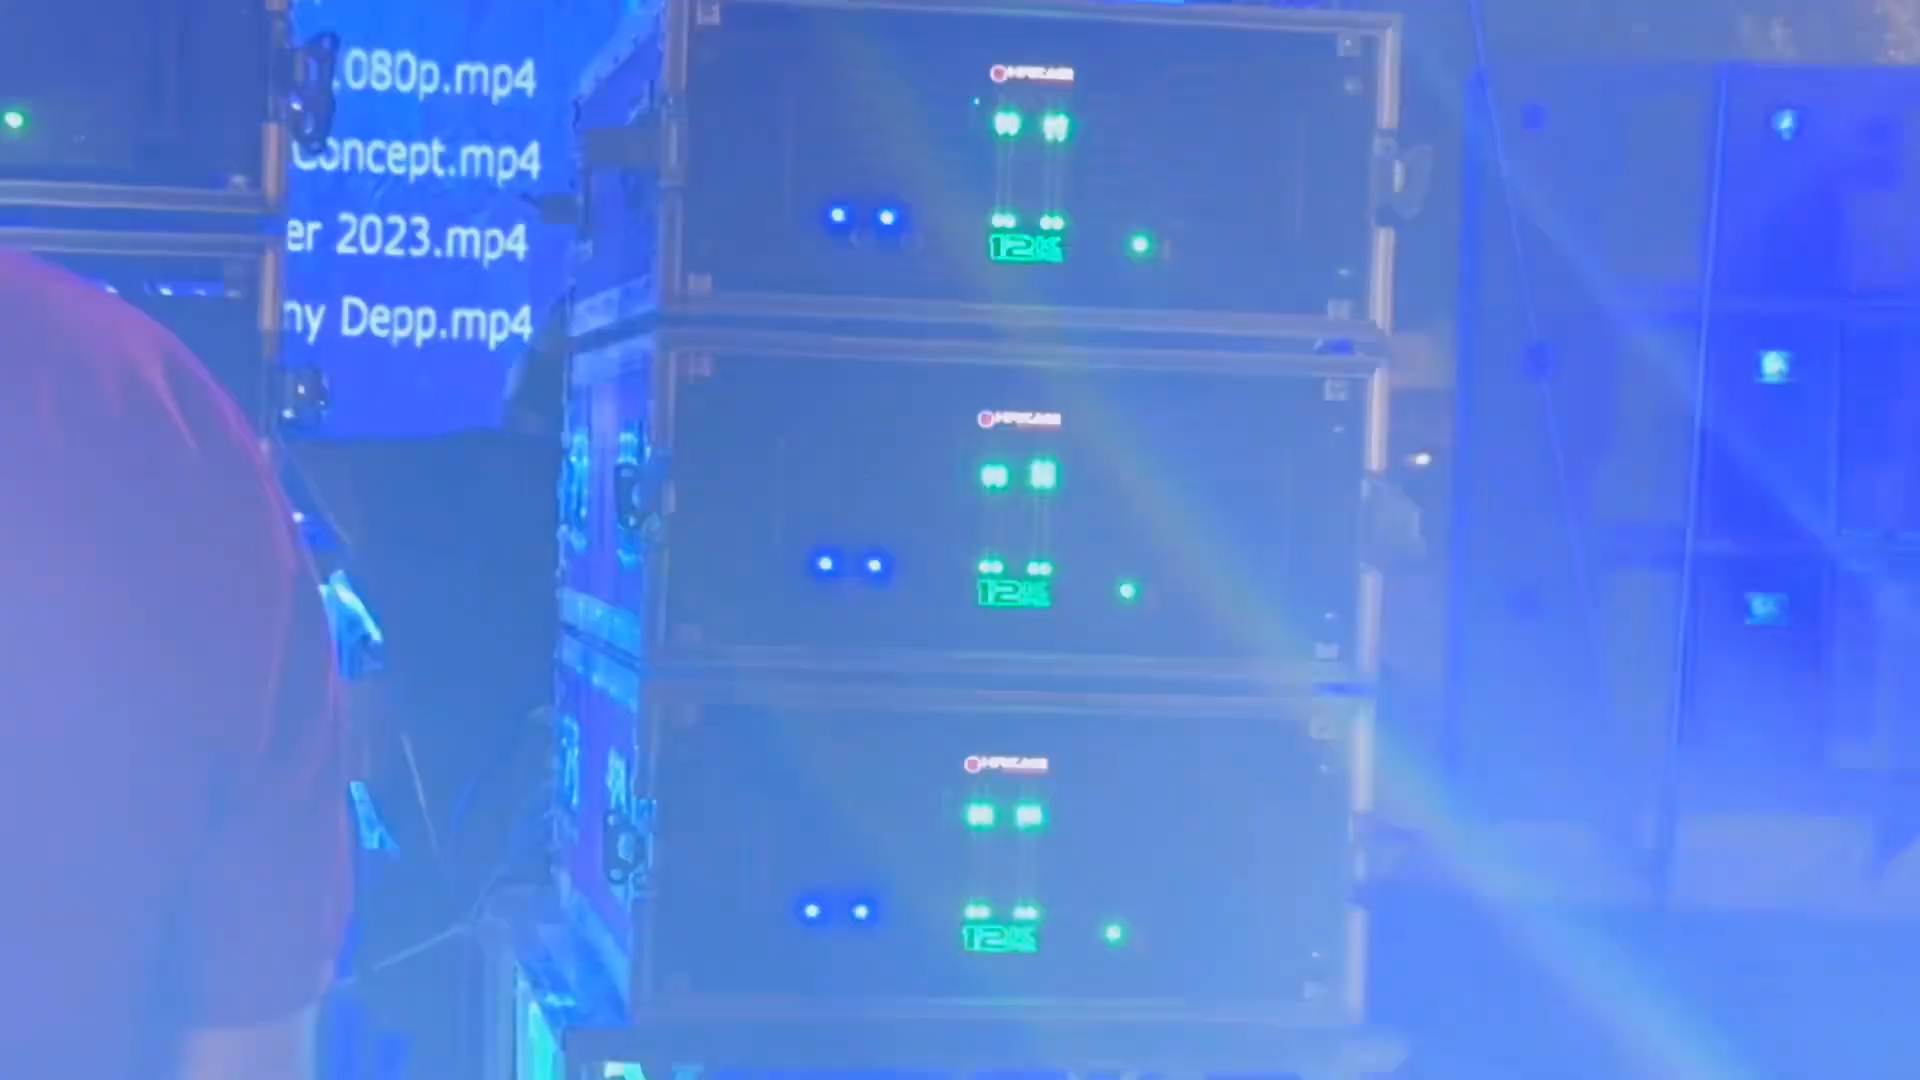 .080p.mp4
Concept.mp4
er 2023.mp4
ny Depp.mp4
12K
12K
12K